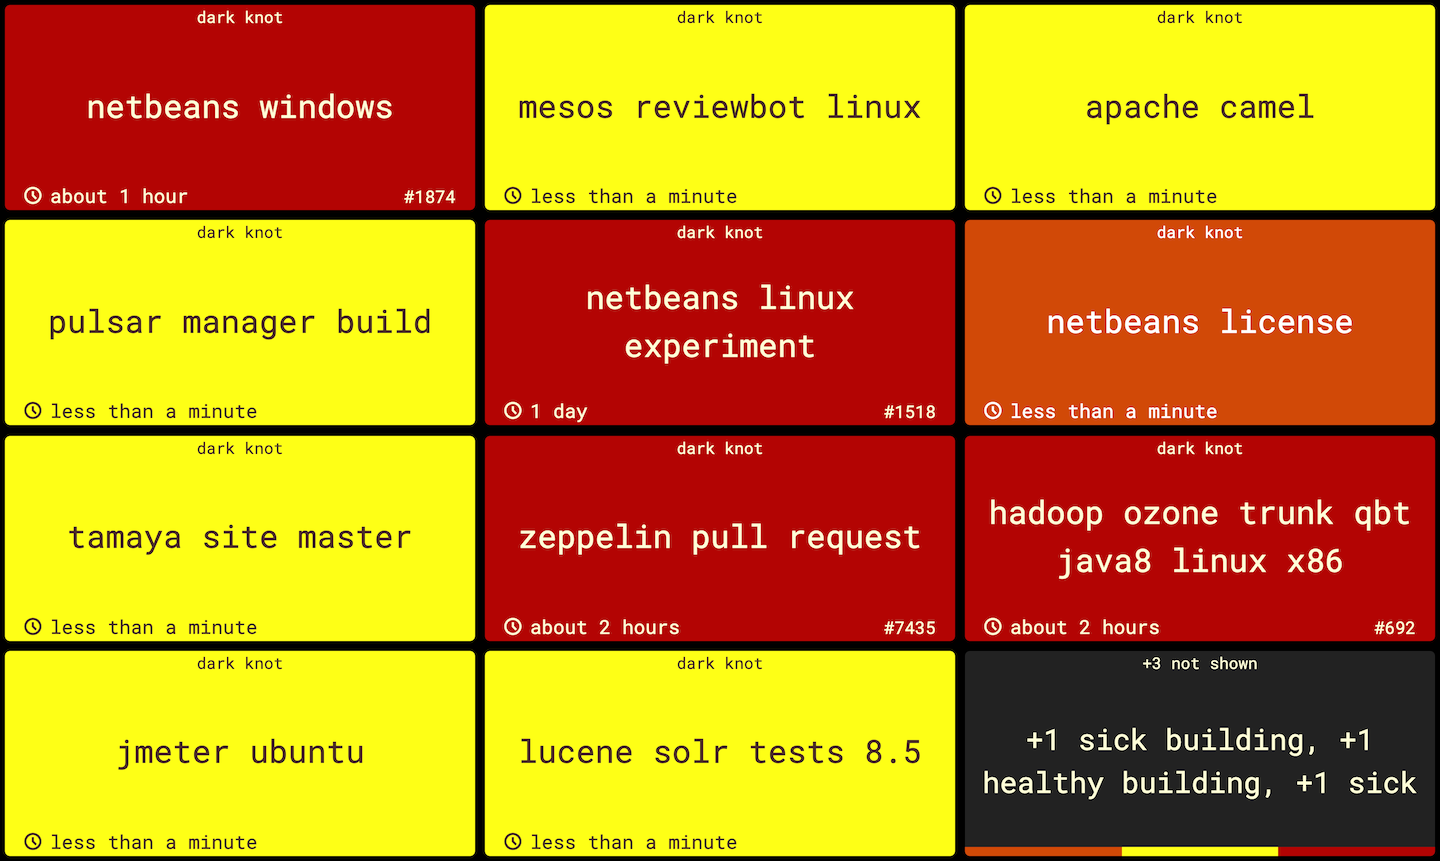 dark knot
netbeans windows
about 1 hour
#1874
dark knot
mesos reviewbot linux
less than a minute
dark knot
apache camel
less than a minute
dark knot
pulsar manager build
less than a minute
dark knot
netbeans linux
experiment
1 day
#1518
dark knot
netbeans license
less than a minute
dark knot
tamaya site master
less than a minute
dark knot
zeppelin pull request
about 2 hours
#7435
dark knot
hadoop ozone trunk qbt
java8 linux x86
about 2 hours
#692
dark knot
jmeter ubuntu
less than a minute
dark knot
lucene solr tests 8.5
less than a minute
+3 not shown
+1 sick building, +1
healthy building, +1 sick